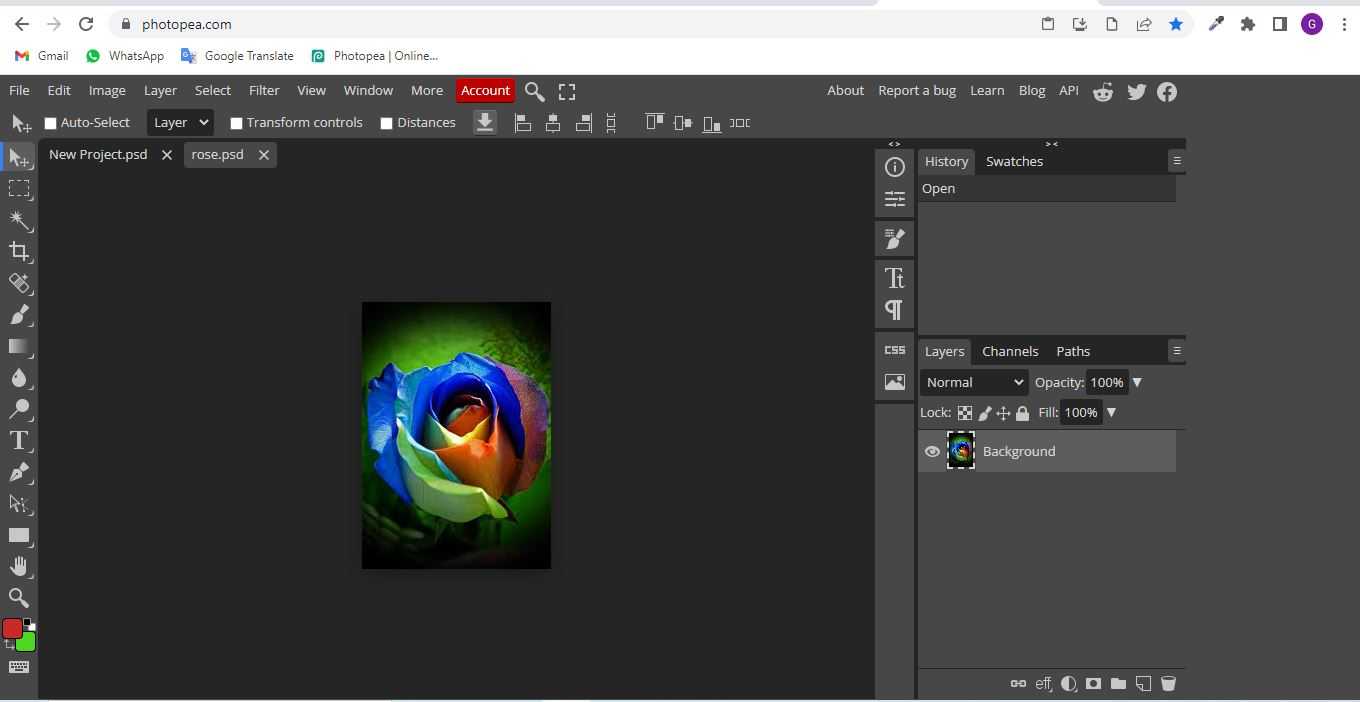 photopea.com
G
Gmail WhatsApp Google Translate Photopea | Online...
File Edit Image Layer Select Filter View Window More Account About Report a bug Learn Blog API
Auto-Select Layer Transform controls Distances
New Project.psd rose.psd
History Swatches
Open
Tt
CSS
Layers Channels Paths
Normal Opacity: 100%
Lock: Fill: 100%
Background
T
eff